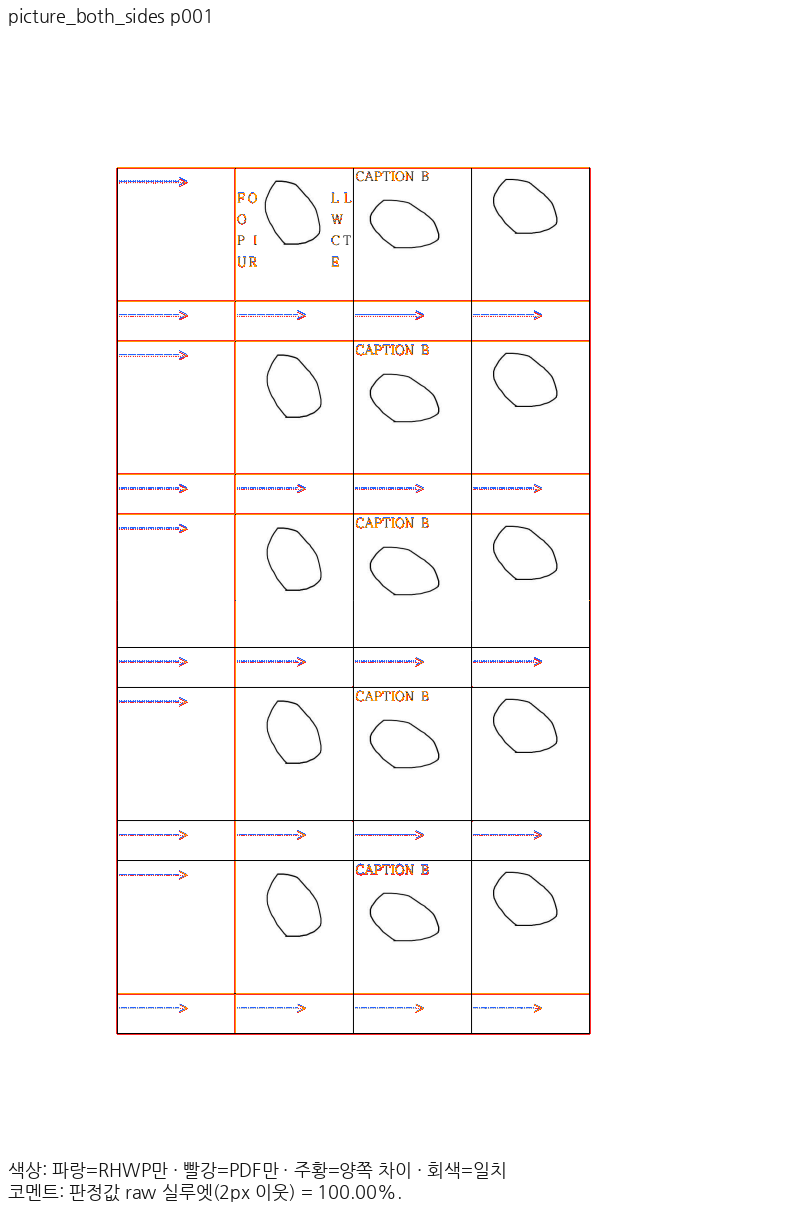 picture_both_sides p001
CAPTION B
FO LL
O W
P I CT
UR E
CAPTION B
CAPTION B
CAPTION B
CAPTION B
색상: 파랑=RHWP만 · 빨강=PDF만 · 주황=양쪽 차이 · 회색=일치
코멘트: 판정값 raw 실루엣(2px 이웃) = 100.00%.